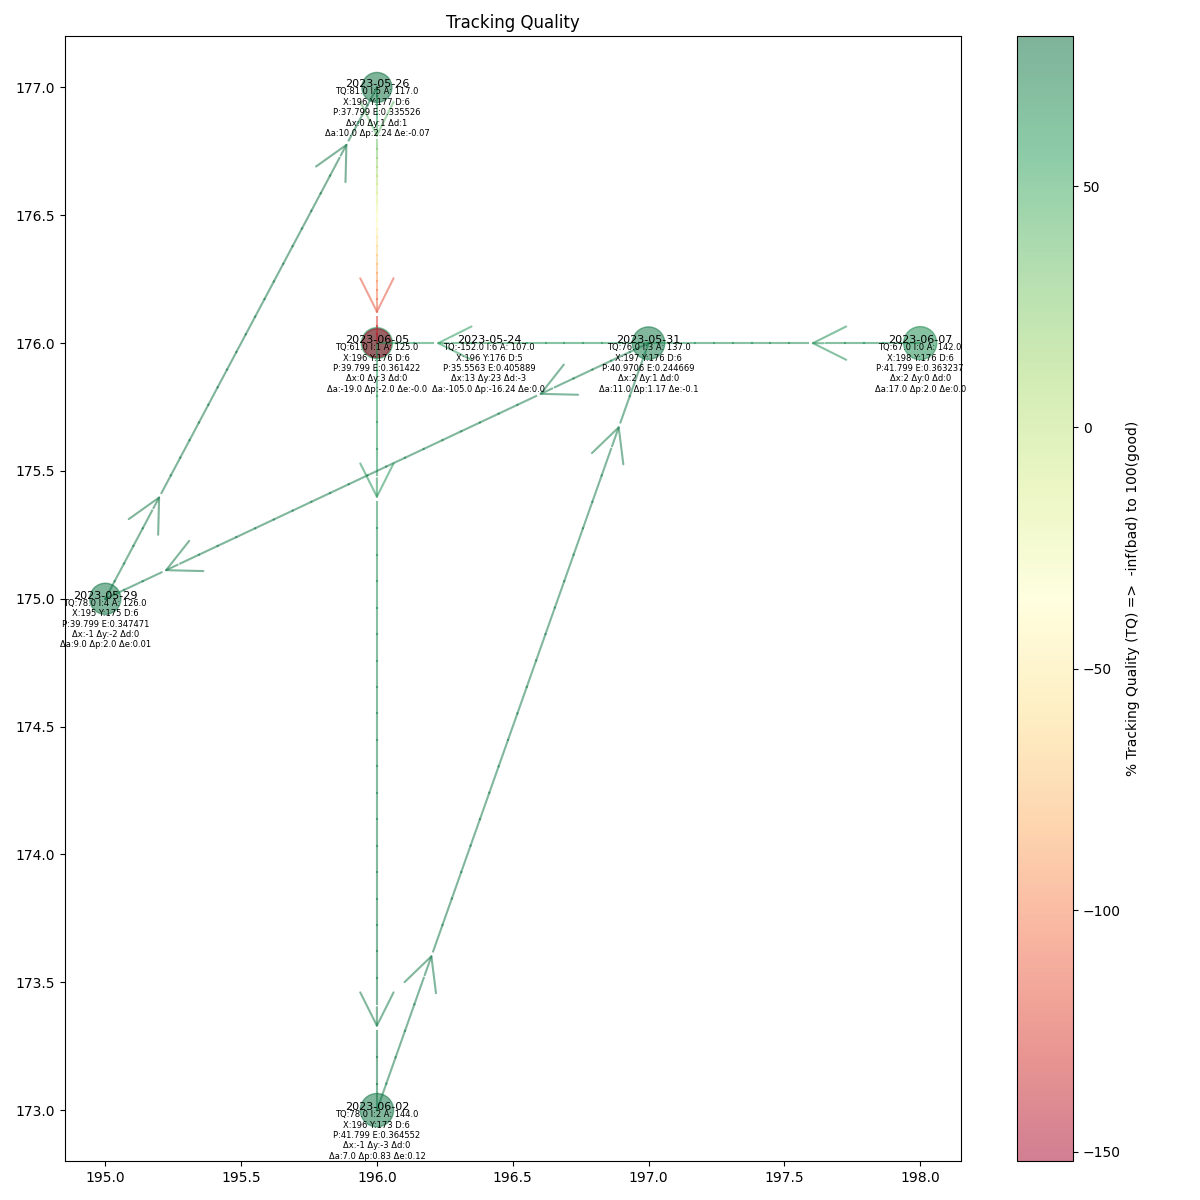 Tracking Quality
177.0
176.5
176.0
175.5
175.0
174.5
174.0
173.5
173.0
195.0
195.5
196.0
196.5
197.0
197.5
198.0
2023-05-26
TQ:81.0 I:5 A: 117.0
X:196 Y:177 D:6
P:37.799 E:0.335526
Δx:0 Δy:1 Δd:1
Δa:10.0 Δp:2.24 Δe:-0.07
2023-06-05
TQ:61.0 I:1 A: 125.0
X:196 Y:176 D:6
P:39.799 E:0.361422
Δx:0 Δy:3 Δd:0
Δa:-19.0 Δp:-2.0 Δe:-0.0
2023-05-24
TQ:-152.0 I:6 A: 107.0
X:196 Y:176 D:5
P:35.5563 E:0.405889
Δx:13 Δy:23 Δd:-3
Δa:-105.0 Δp:-16.24 Δe:0.0
2023-05-31
TQ:76.0 I:3 A: 137.0
X:197 Y:176 D:6
P:40.9706 E:0.244669
Δx:2 Δy:1 Δd:0
Δa:11.0 Δp:1.17 Δe:-0.1
2023-06-07
TQ:67.0 I:0 A: 142.0
X:198 Y:176 D:6
P:41.799 E:0.363237
Δx:2 Δy:0 Δd:0
Δa:17.0 Δp:2.0 Δe:0.0
2023-05-29
TQ:78.0 I:4 A: 126.0
X:195 Y:175 D:6
P:39.799 E:0.347471
Δx:-1 Δy:-2 Δd:0
Δa:9.0 Δp:2.0 Δe:0.01
2023-06-02
TQ:78.0 I:2 A: 144.0
X:196 Y:173 D:6
P:41.799 E:0.364552
Δx:-1 Δy:-3 Δd:0
Δa:7.0 Δp:0.83 Δe:0.12
50
0
−50
−100
−150
% Tracking Quality (TQ) => -inf(bad) to 100(good)